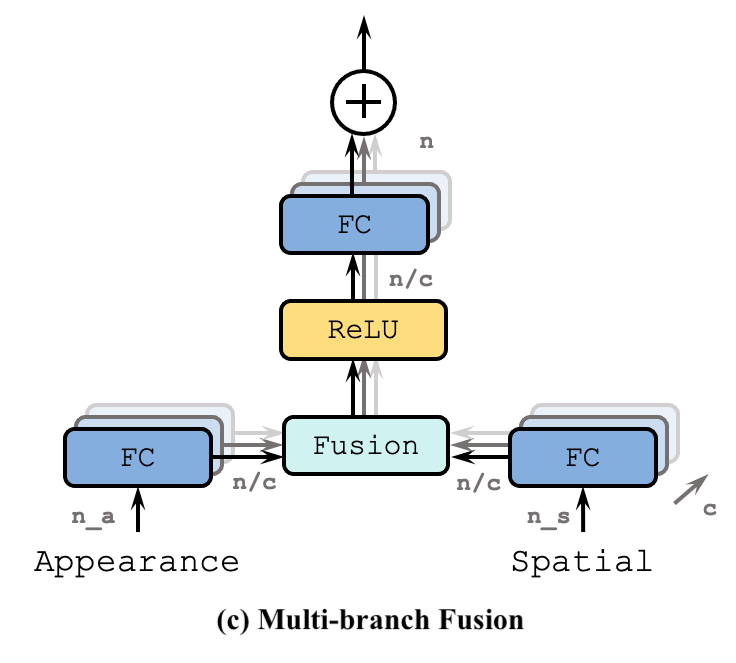 n
FC
n/c
ReLU
FC
Fusion
FC
n/c
n/c
n_a
n_s
c
Appearance
Spatial
(c) Multi-branch Fusion